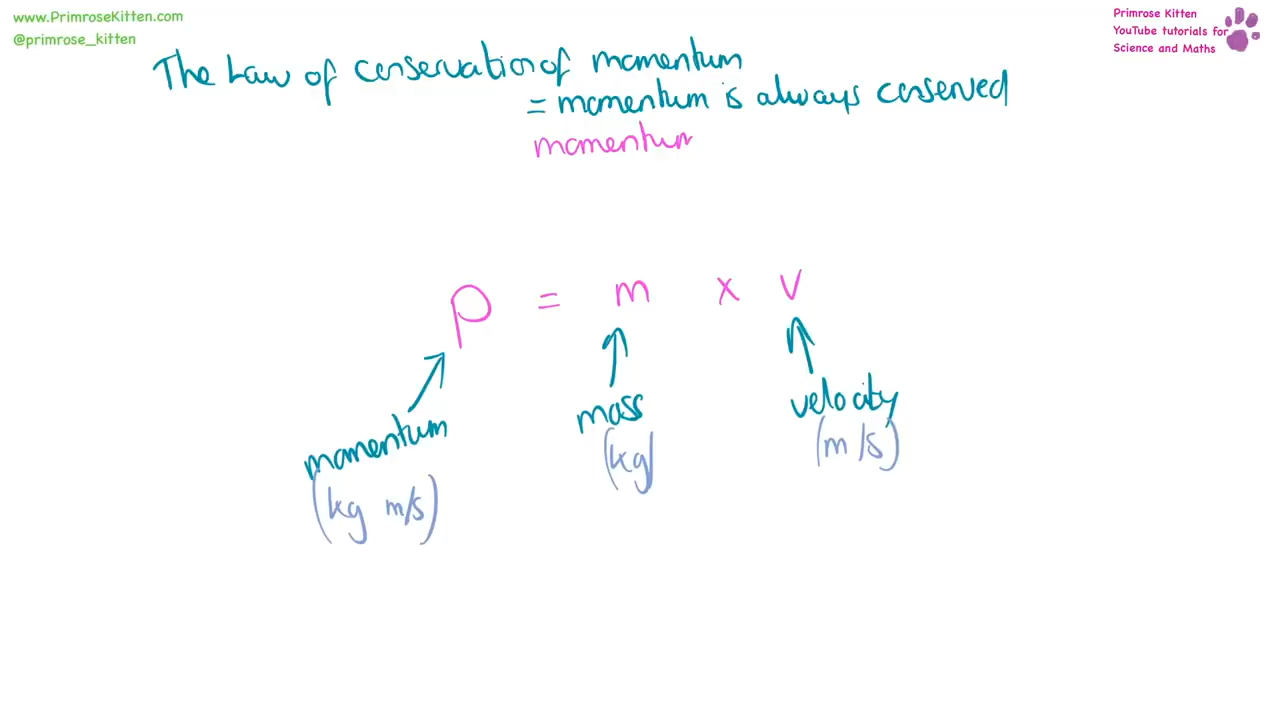 www.PrimroseKitten.com
@primrose_kitten
Primrose Kitten
YouTube tutorials for
Science and Maths
The Law of conservation of momentum
= momentum is always conserved
momentum
p = m x v
momentum
(kg m/s)
mass
(kg)
velocity
(m/s)